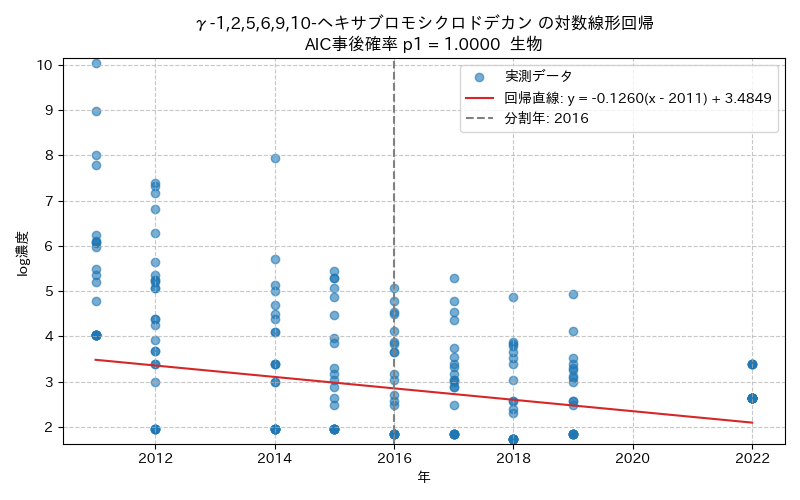 γ-1,2,5,6,9,10-ヘキサブロモシクロドデカン の対数線形回帰
AIC事後確率 p1 = 1.0000  生物
実測データ
回帰直線: y = -0.1260(x - 2011) + 3.4849
分割年: 2016
log濃度
10
9
8
7
6
5
4
3
2
2012
2014
2016
2018
2020
2022
年